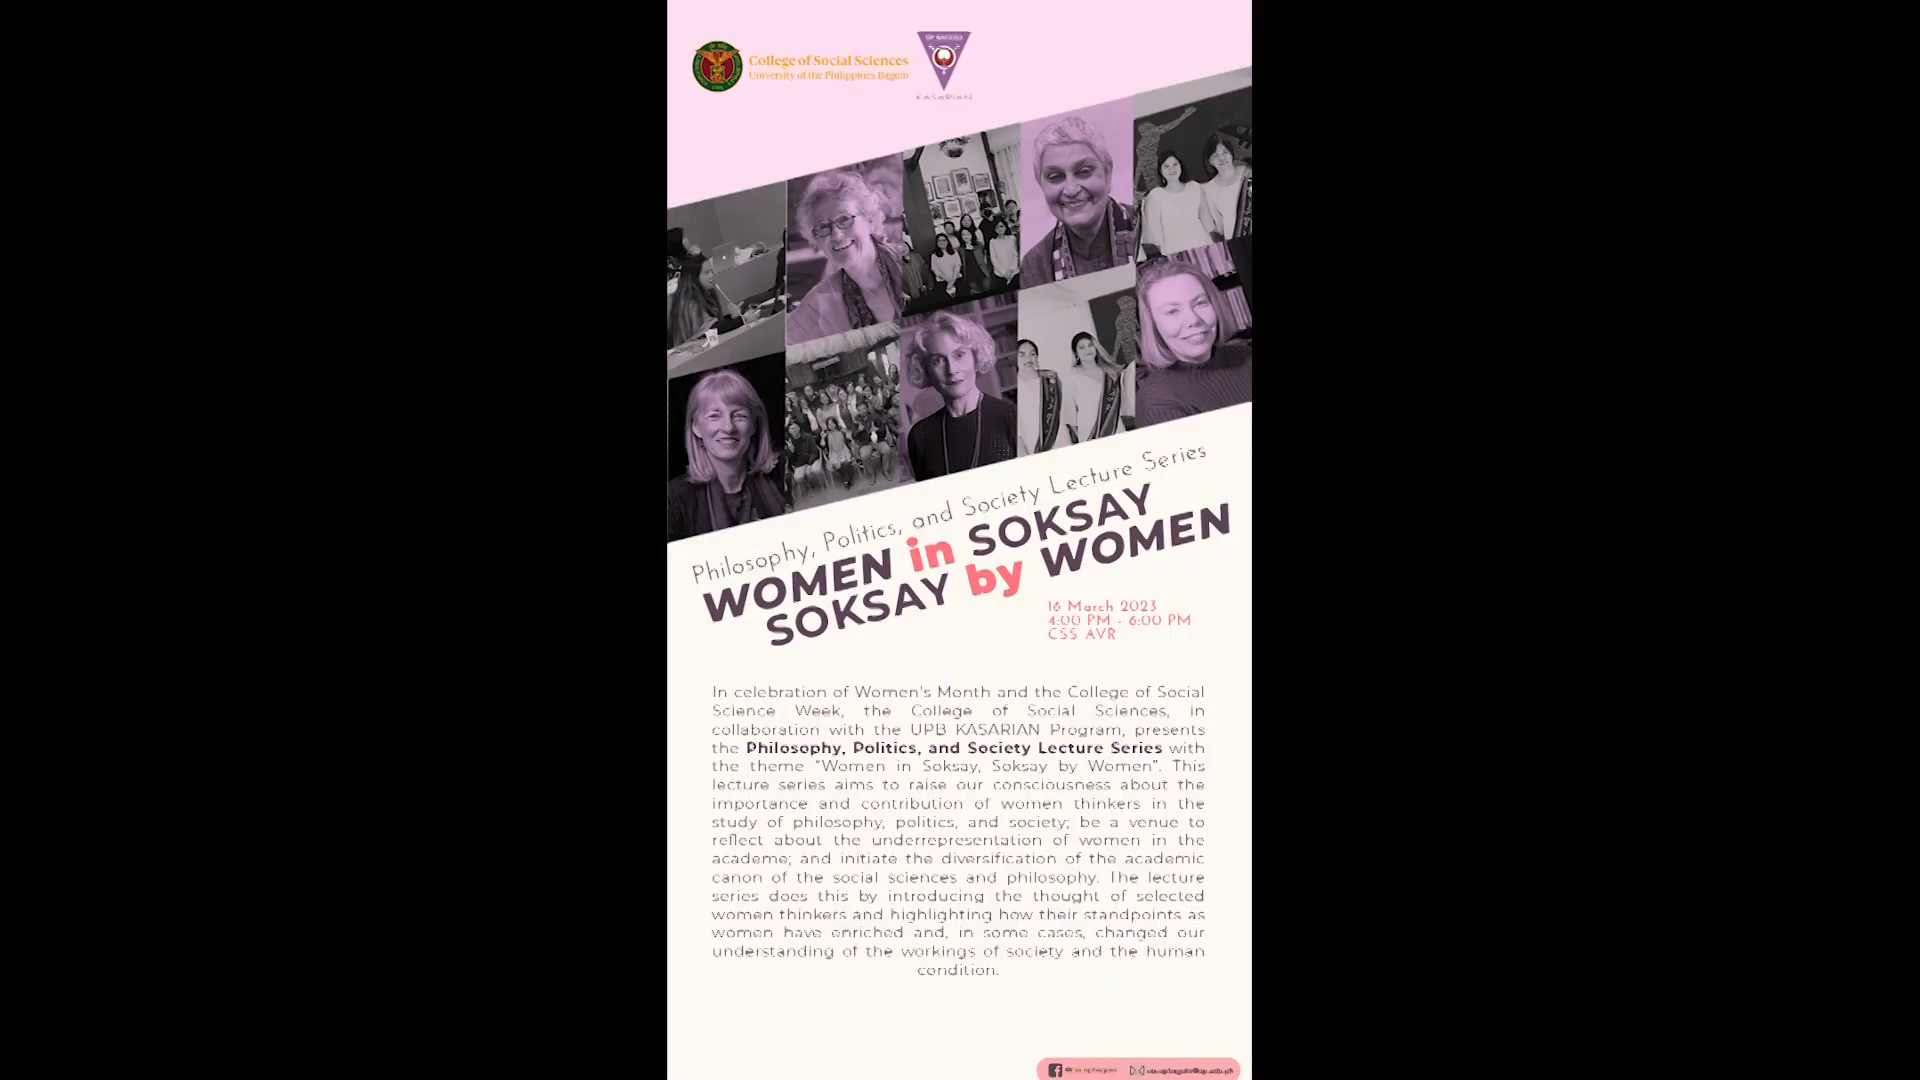 College of Social Sciences
University of the Philippines Baguio
UP BAGUIO
KASARIAN
Philosophy, Politics, and Society Lecture Series
WOMEN in SOKSAY
SOKSAY by WOMEN
16 March 2023
4:00 PM - 6:00 PM
CSS AVR
In celebration of Women's Month and the College of Social
Science Week, the College of Social Sciences, in
collaboration with the UPB KASARIAN Program, presents
the Philosophy, Politics, and Society Lecture Series with
the theme “Women in Soksay, Soksay by Women”. This
lecture series aims to raise our consciousness about the
importance and contribution of women thinkers in the
study of philosophy, politics, and society; be a venue to
reflect about the underrepresentation of women in the
academe; and initiate the diversification of the academic
canon of the social sciences and philosophy. The lecture
series does this by introducing the thought of selected
women thinkers and highlighting how their standpoints as
women have enriched and, in some cases, changed our
understanding of the workings of society and the human
condition.